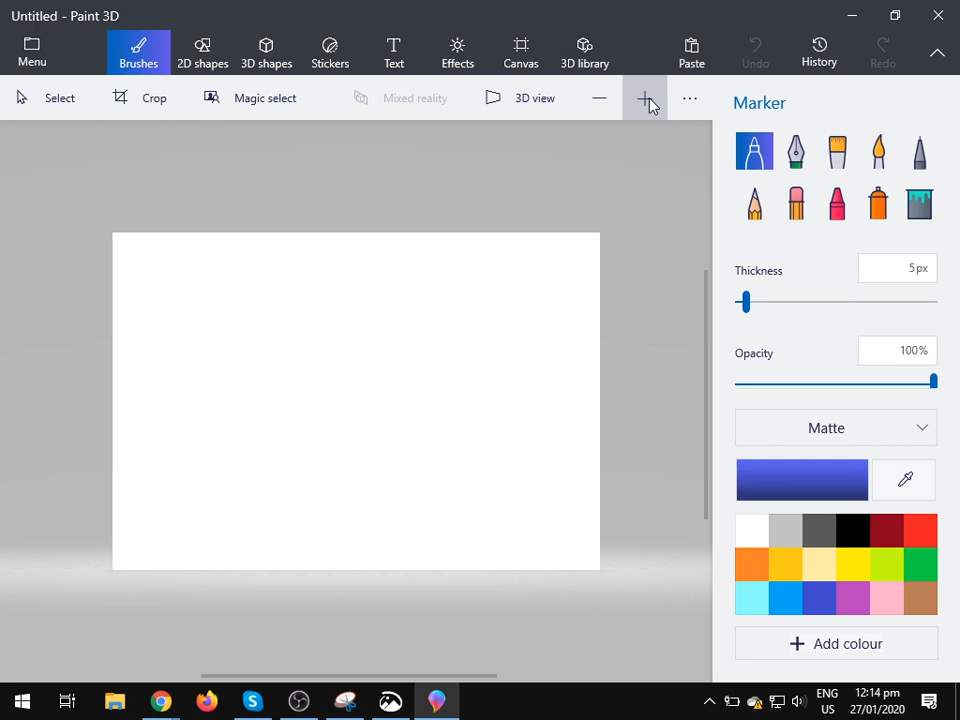 Untitled - Paint 3D
Menu
Brushes
2D shapes
3D shapes
Stickers
Text
Effects
Canvas
3D library
Paste
Undo
History
Redo
Select
Crop
Magic select
Mixed reality
3D view
Marker
Thickness
5px
Opacity
100%
Matte
Add colour
ENG
US
12:14 pm
27/01/2020